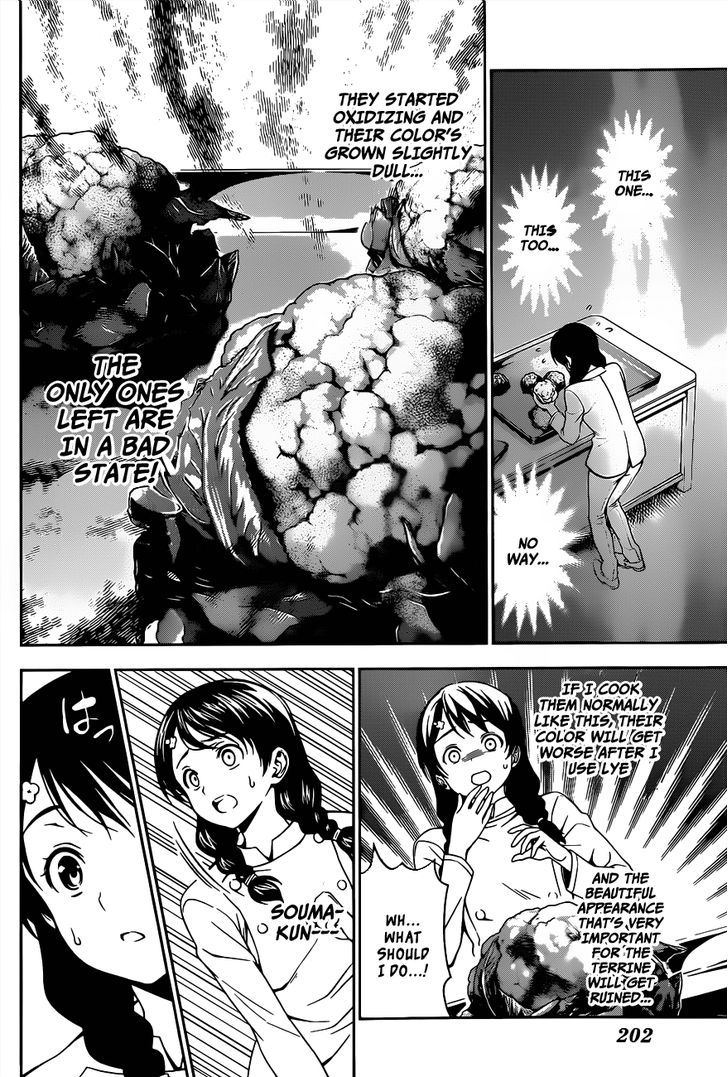 THIS
ONE...
THIS
TOO...
NO
WAY...
THEY STARTED
OXIDIZING AND
THEIR COLOR'S
GROWN SLIGHTLY
DULL...
THE
ONLY ONES
LEFT ARE
IN A BAD
STATE!
IF I COOK
THEM NORMALLY
LIKE THIS, THEIR
COLOR WILL GET
WORSE AFTER I
USE LYE
AND THE
BEAUTIFUL
APPEARANCE
THAT'S VERY
IMPORTANT
FOR THE
TERRINE
WILL GET
RUINED...
WH...
WHAT
SHOULD
I DO...!
SOUMA-
KUN---
はっ
202